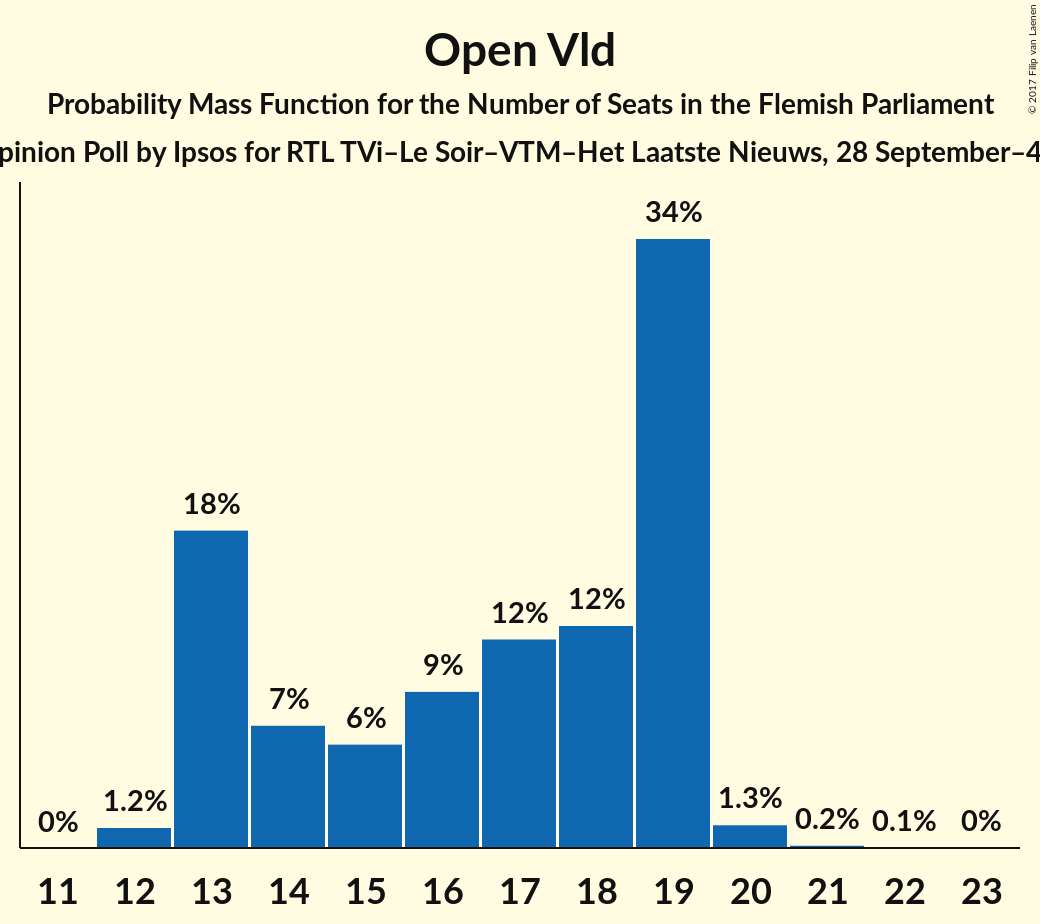 Open Vld
Probability Mass Function for the Number of Seats in the Flemish Parliament
pinion Poll by Ipsos for RTL TVi–Le Soir–VTM–Het Laatste Nieuws, 28 September–4
© 2017 Filip van Laenen
34%
18%
12%
12%
9%
7%
6%
1.3%
1.2%
0.2%
0.1%
0%
0%
11 12 13 14 15 16 17 18 19 20 21 22 23